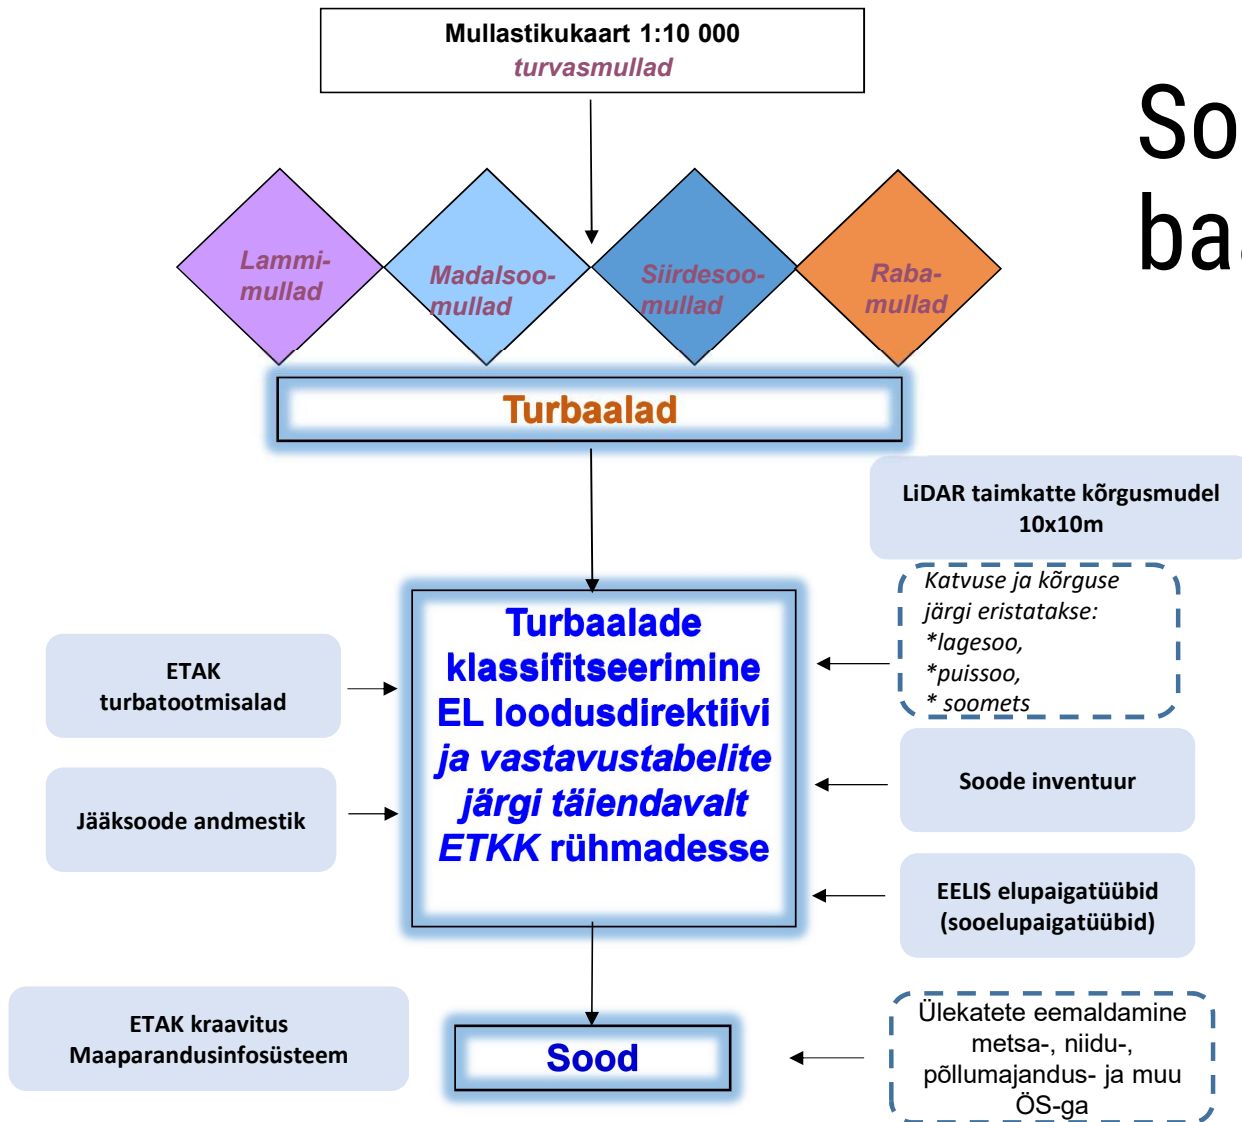 Mullastikukaart 1:10 000
turvasmullad
So
ba
Lammi-
mullad
Madalsoo-
mullad
Siirdesoo-
mullad
Raba-
mullad
Turbaalad
LiDAR taimkatte kõrgusmudel
10x10m
Katvuse ja kõrguse
järgi eristatakse:
*lagesoo,
*puissoo,
* soomets
Turbaalade
klassifitseerimine
EL loodusdirektiivi
ja vastavustabelite
järgi täiendavalt
ETKK rühmadesse
ETAK
turbatootmisalad
Jääksoode andmestik
Soode inventuur
EELIS elupaigatüübid
(sooelupaigatüübid)
ETAK kraavitus
Maaparandusinfosüsteem
Sood
Ülekatete eemaldamine
metsa-, niidu-,
põllumajandus- ja muu
ÖS-ga